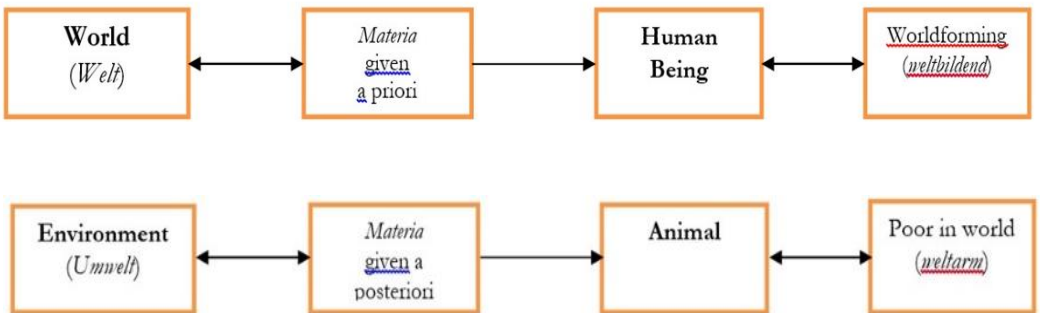 World
(Welt)
Materia
given
a priori
Human
Being
Worldforming
(weltbildend)
Environment
(Umwelt)
Materia
given a
posteriori
Animal
Poor in world
(weltarm)